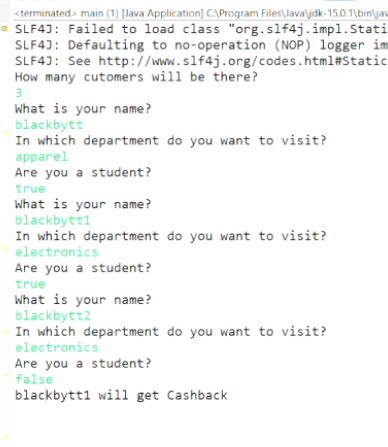 <terminated> main (1) [Java Application] C:\Program Files\Java\jdk-15.0.1\bin\jav
SLF4J: Failed to load class "org.slf4j.impl.Stati
SLF4J: Defaulting to no-operation (NOP) logger im
SLF4J: See http://www.slf4j.org/codes.html#Static
How many cutomers will be there?
3
What is your name?
blackbytt
In which department do you want to visit?
apparel
Are you a student?
true
What is your name?
blackbytt1
In which department do you want to visit?
electronics
Are you a student?
true
What is your name?
blackbytt2
In which department do you want to visit?
electronics
Are you a student?
false
blackbytt1 will get Cashback